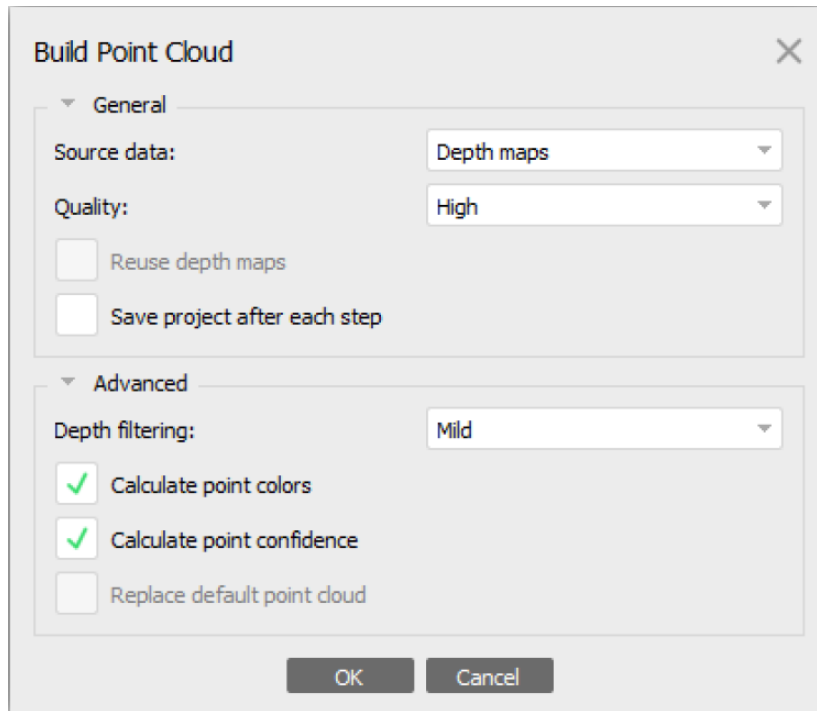 Build Point Cloud
General
Source data: Depth maps
Quality: High
Reuse depth maps
Save project after each step
Advanced
Depth filtering: Mild
Calculate point colors
Calculate point confidence
Replace default point cloud
OK Cancel